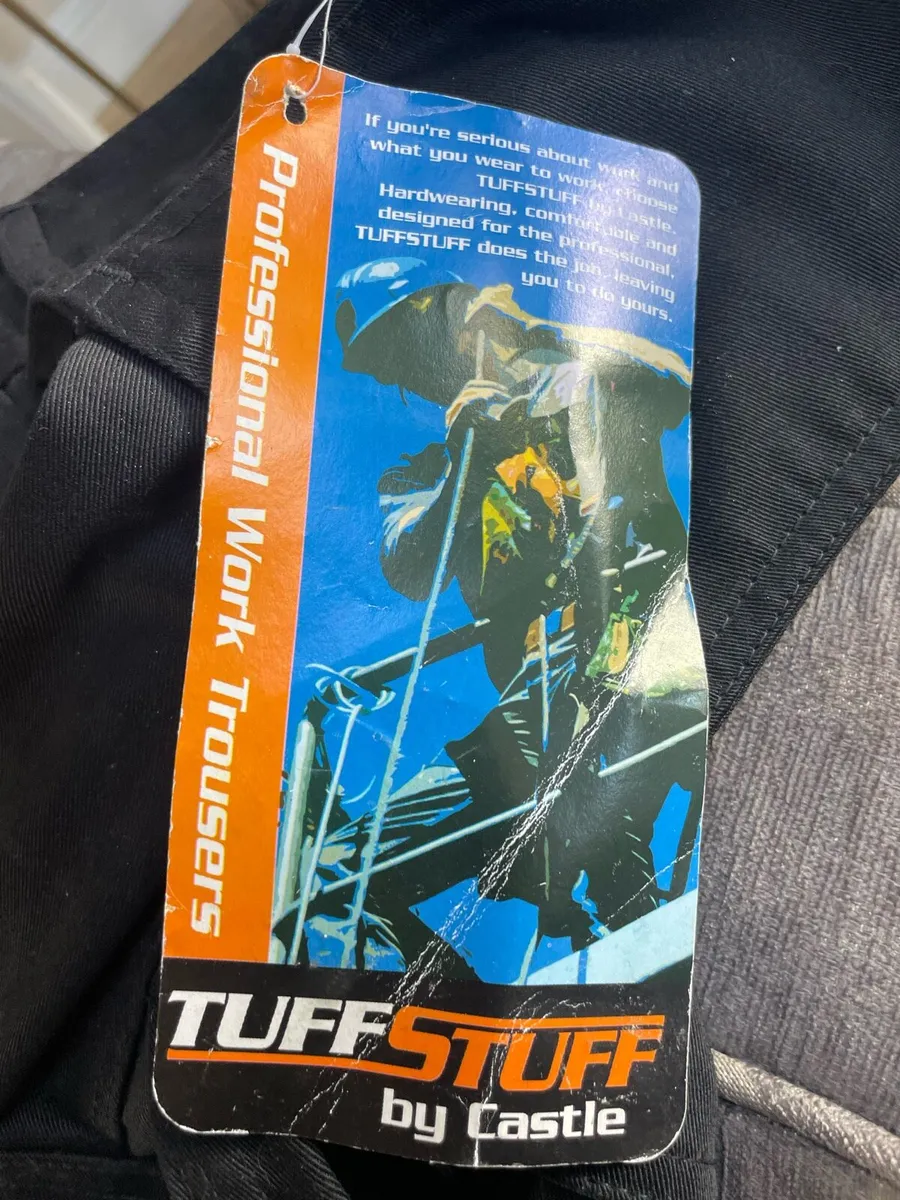 If you're serious about work and
what you wear to work, choose
TUFFSTUFF by Castle.
Hardwearing, comfortable and
designed for the professional,
TUFFSTUFF does the job, leaving
you to do yours.
Professional Work Trousers
TUFFSTUFF
by Castle